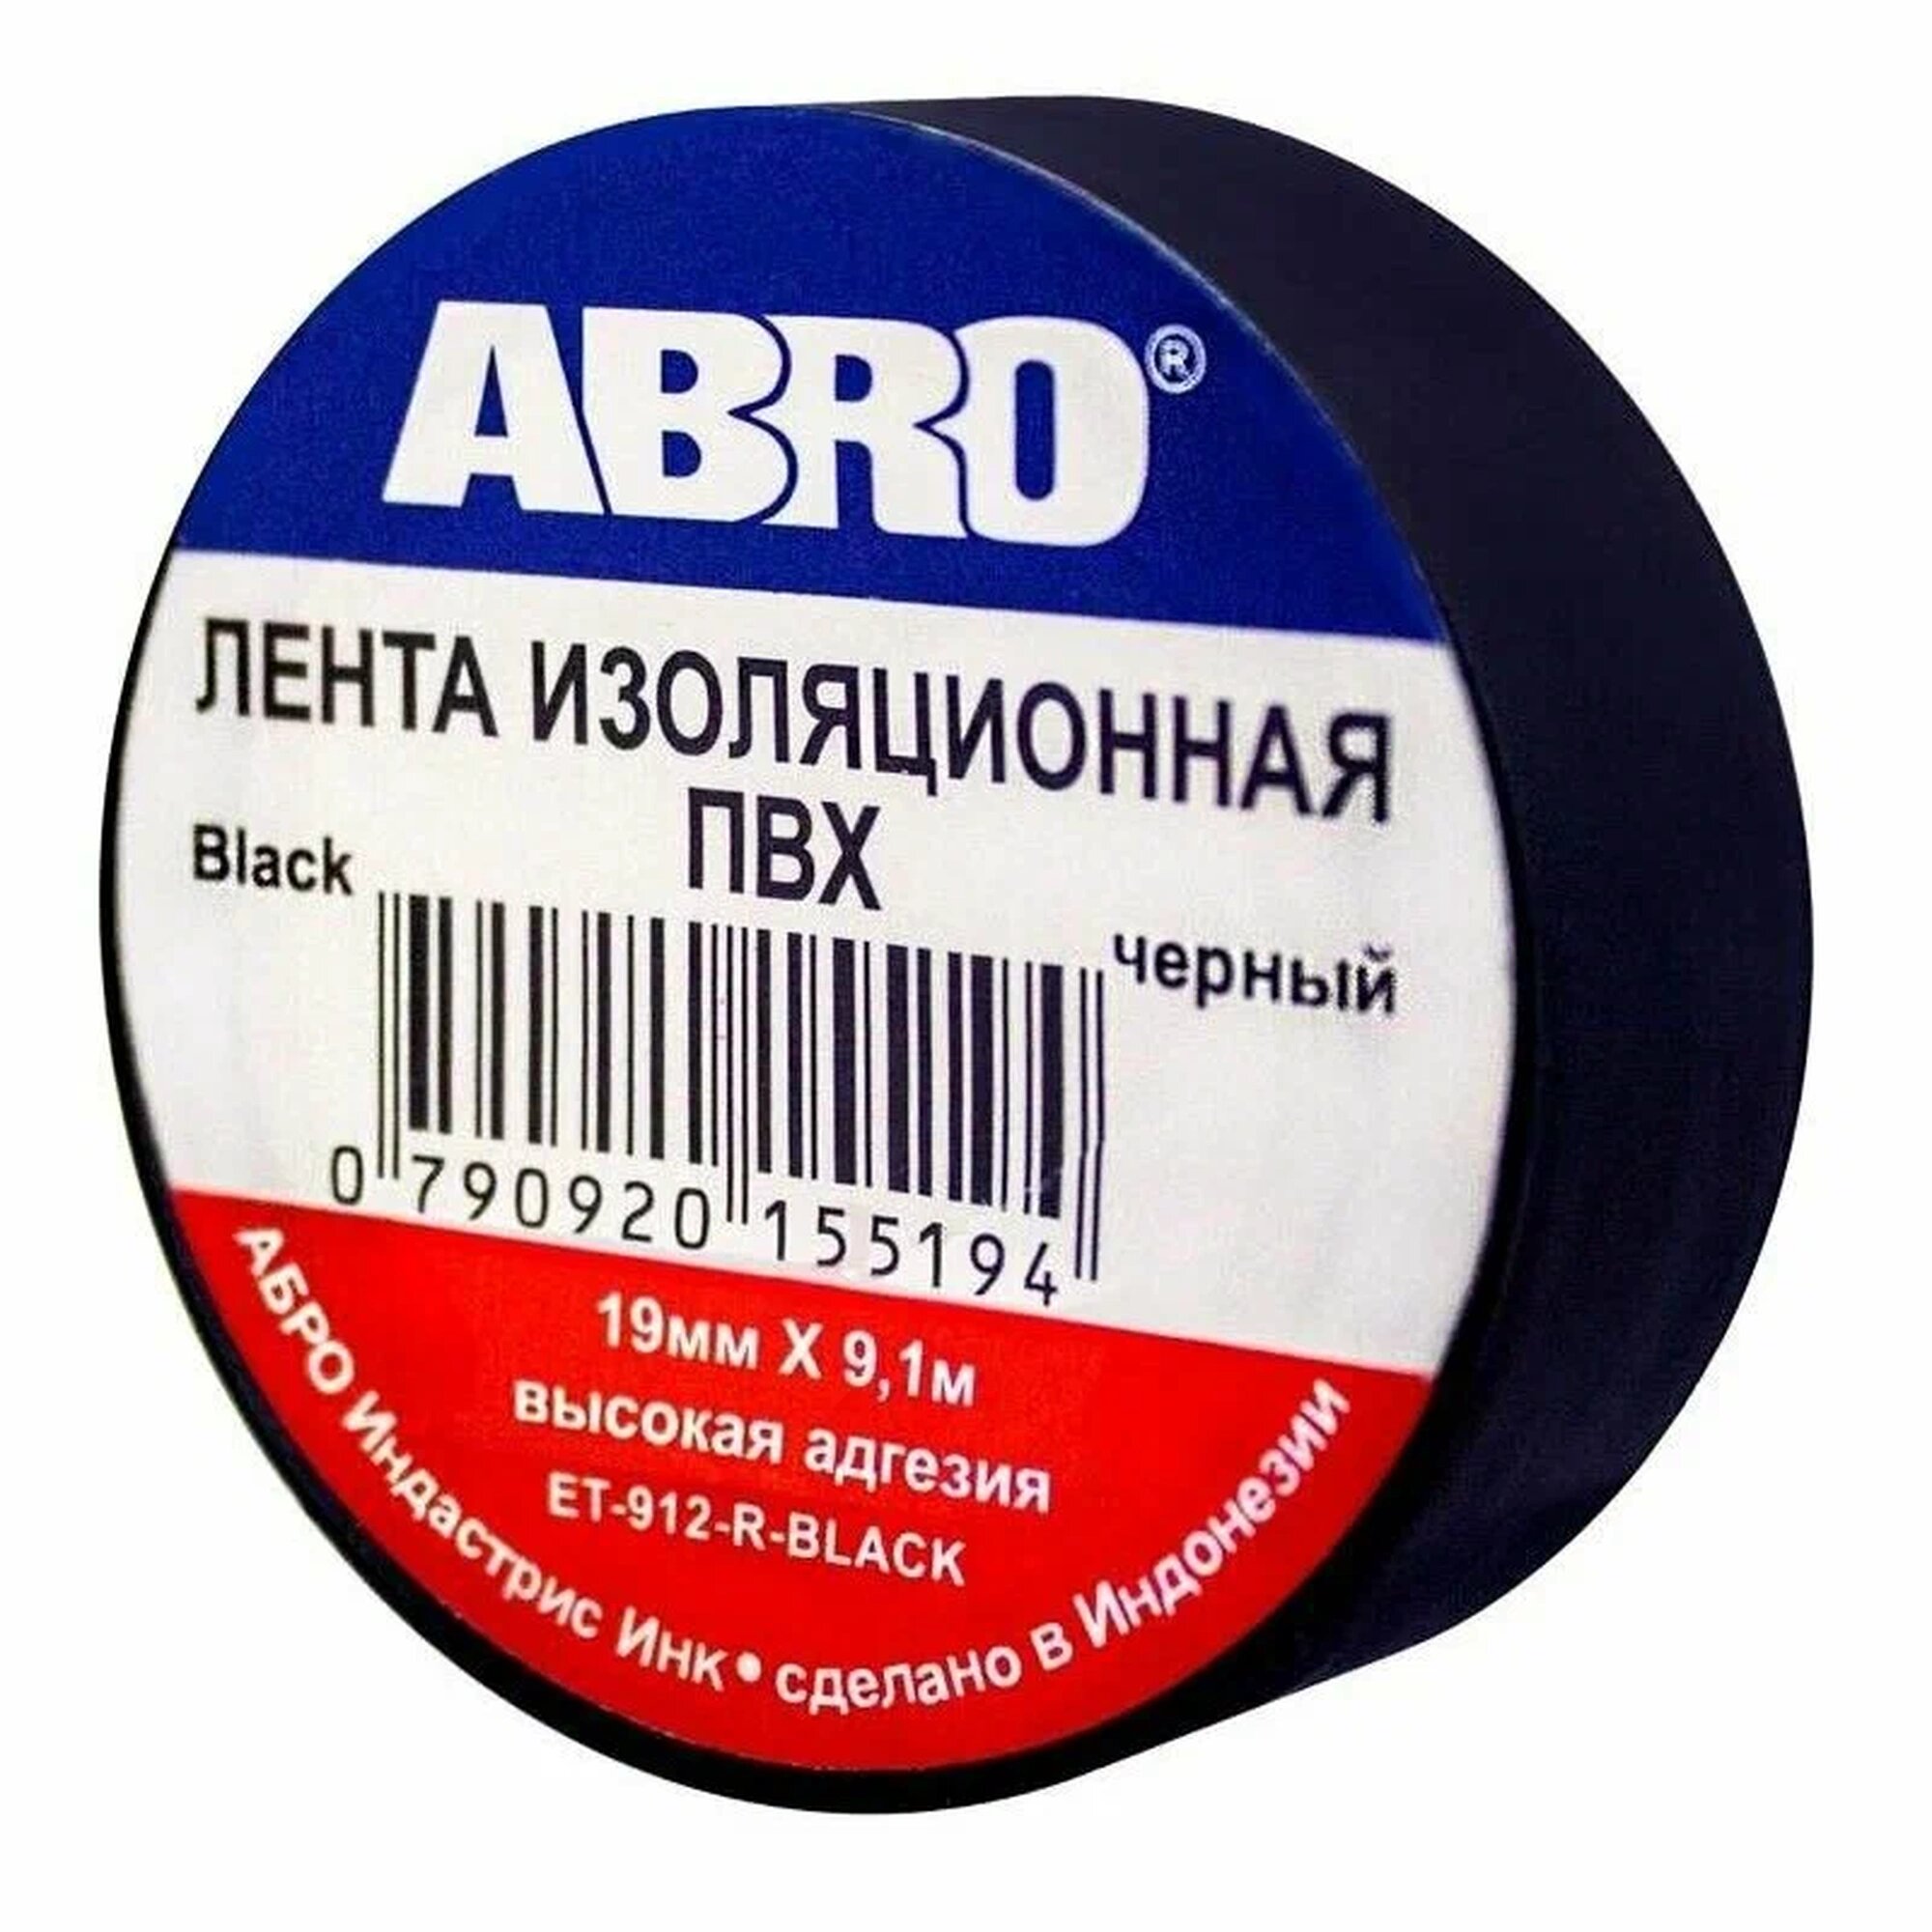 ABRO®
ЛЕНТА ИЗОЛЯЦИОННАЯ
ПВХ
Black
черный
0 790920 155194
19мм X 9,1м
высокая адгезия
ET-912-R-BLACK
АБРО Индастрис Инк • сделано в Индонезии